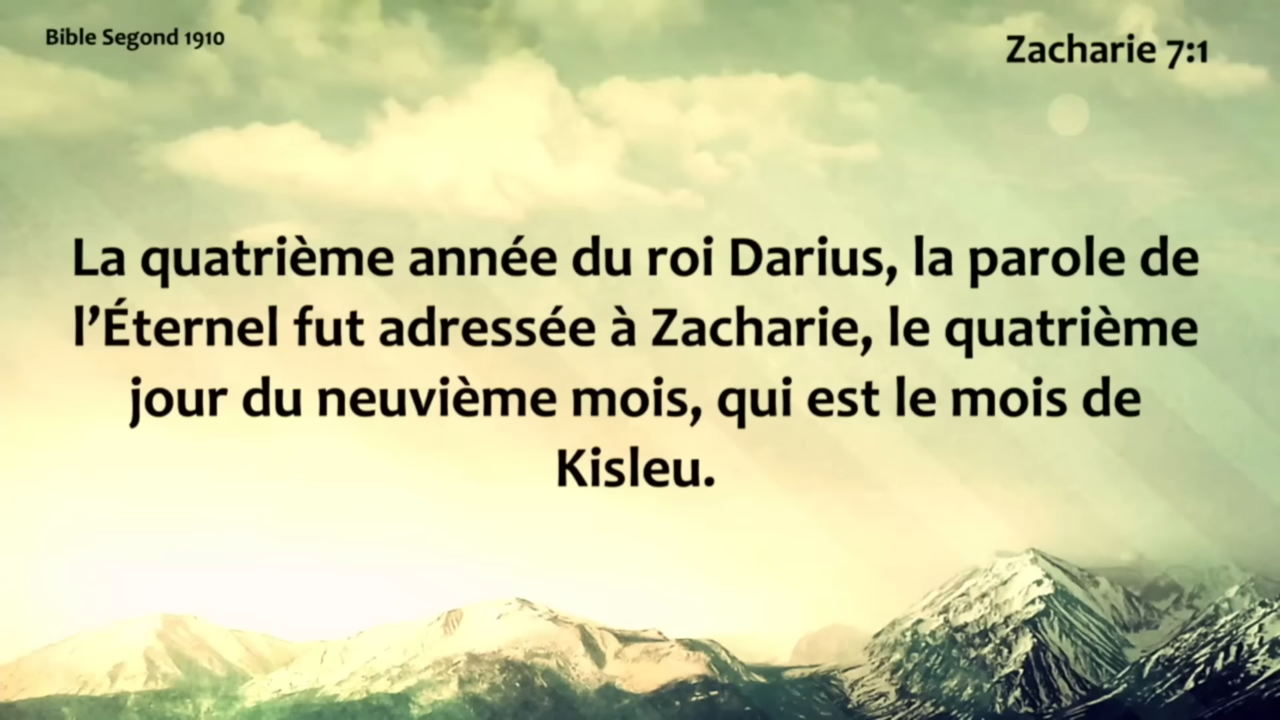 Bible Segond 1910
Zacharie 7:1
La quatrième année du roi Darius, la parole de
l’Éternel fut adressée à Zacharie, le quatrième
jour du neuvième mois, qui est le mois de
Kisleu.